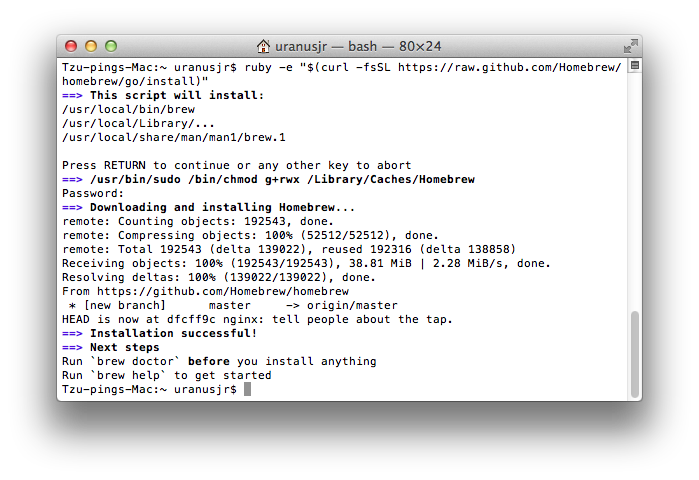 uranusjr — bash — 80×24
Tzu-pings-Mac:~ uranusjr$ ruby -e "$(curl -fsSL https://raw.github.com/Homebrew/
homebrew/go/install)"
==> This script will install:
/usr/local/bin/brew
/usr/local/Library/...
/usr/local/share/man/man1/brew.1
Press RETURN to continue or any other key to abort
==> /usr/bin/sudo /bin/chmod g+rwx /Library/Caches/Homebrew
Password:
==> Downloading and installing Homebrew...
remote: Counting objects: 192543, done.
remote: Compressing objects: 100% (52512/52512), done.
remote: Total 192543 (delta 139022), reused 192316 (delta 138858)
Receiving objects: 100% (192543/192543), 38.81 MiB | 2.28 MiB/s, done.
Resolving deltas: 100% (139022/139022), done.
From https://github.com/Homebrew/homebrew
 * [new branch]      master     -> origin/master
HEAD is now at dfcff9c nginx: tell people about the tap.
==> Installation successful!
==> Next steps
Run `brew doctor` before you install anything
Run `brew help` to get started
Tzu-pings-Mac:~ uranusjr$